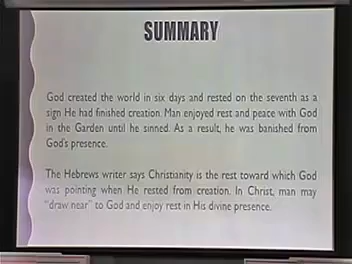 SUMMARY
God created the world in six days and rested on the seventh as a
sign He had finished creation. Man enjoyed rest and peace with God
in the Garden until he sinned. As a result, he was banished from
God's presence.
The Hebrews writer says Christianity is the rest toward which God
was pointing when He rested from creation. In Christ, man may
"draw near" to God and enjoy rest in His divine presence.